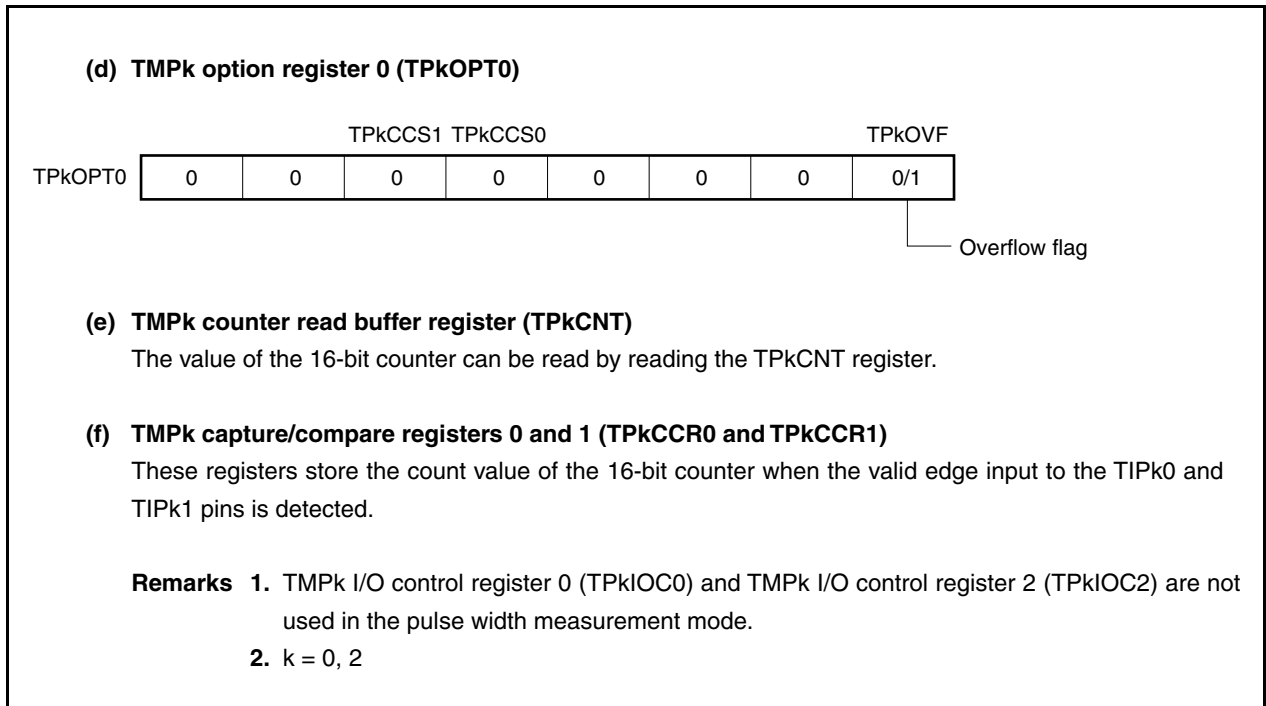 (d) TMPk option register 0 (TPkOPT0)
TPkCCS1 TPkCCS0 TPkOVF
TPkOPT0 0 0 0 0 0 0 0 0/1
Overflow flag
(e) TMPk counter read buffer register (TPkCNT)
The value of the 16-bit counter can be read by reading the TPkCNT register.
(f) TMPk capture/compare registers 0 and 1 (TPkCCR0 and TPkCCR1)
These registers store the count value of the 16-bit counter when the valid edge input to the TIPk0 and
TIPk1 pins is detected.
Remarks 1. TMPk I/O control register 0 (TPkIOC0) and TMPk I/O control register 2 (TPkIOC2) are not
used in the pulse width measurement mode.
2. k = 0, 2